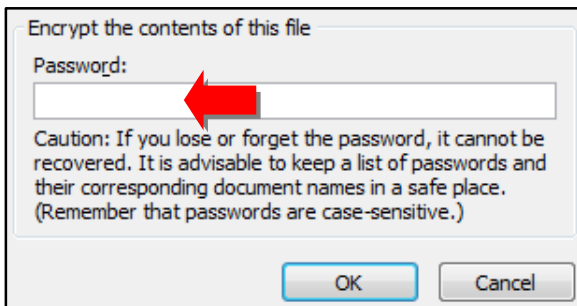 Encrypt the contents of this file
Password:
Caution: If you lose or forget the password, it cannot be
recovered. It is advisable to keep a list of passwords and
their corresponding document names in a safe place.
(Remember that passwords are case-sensitive.)
OK Cancel